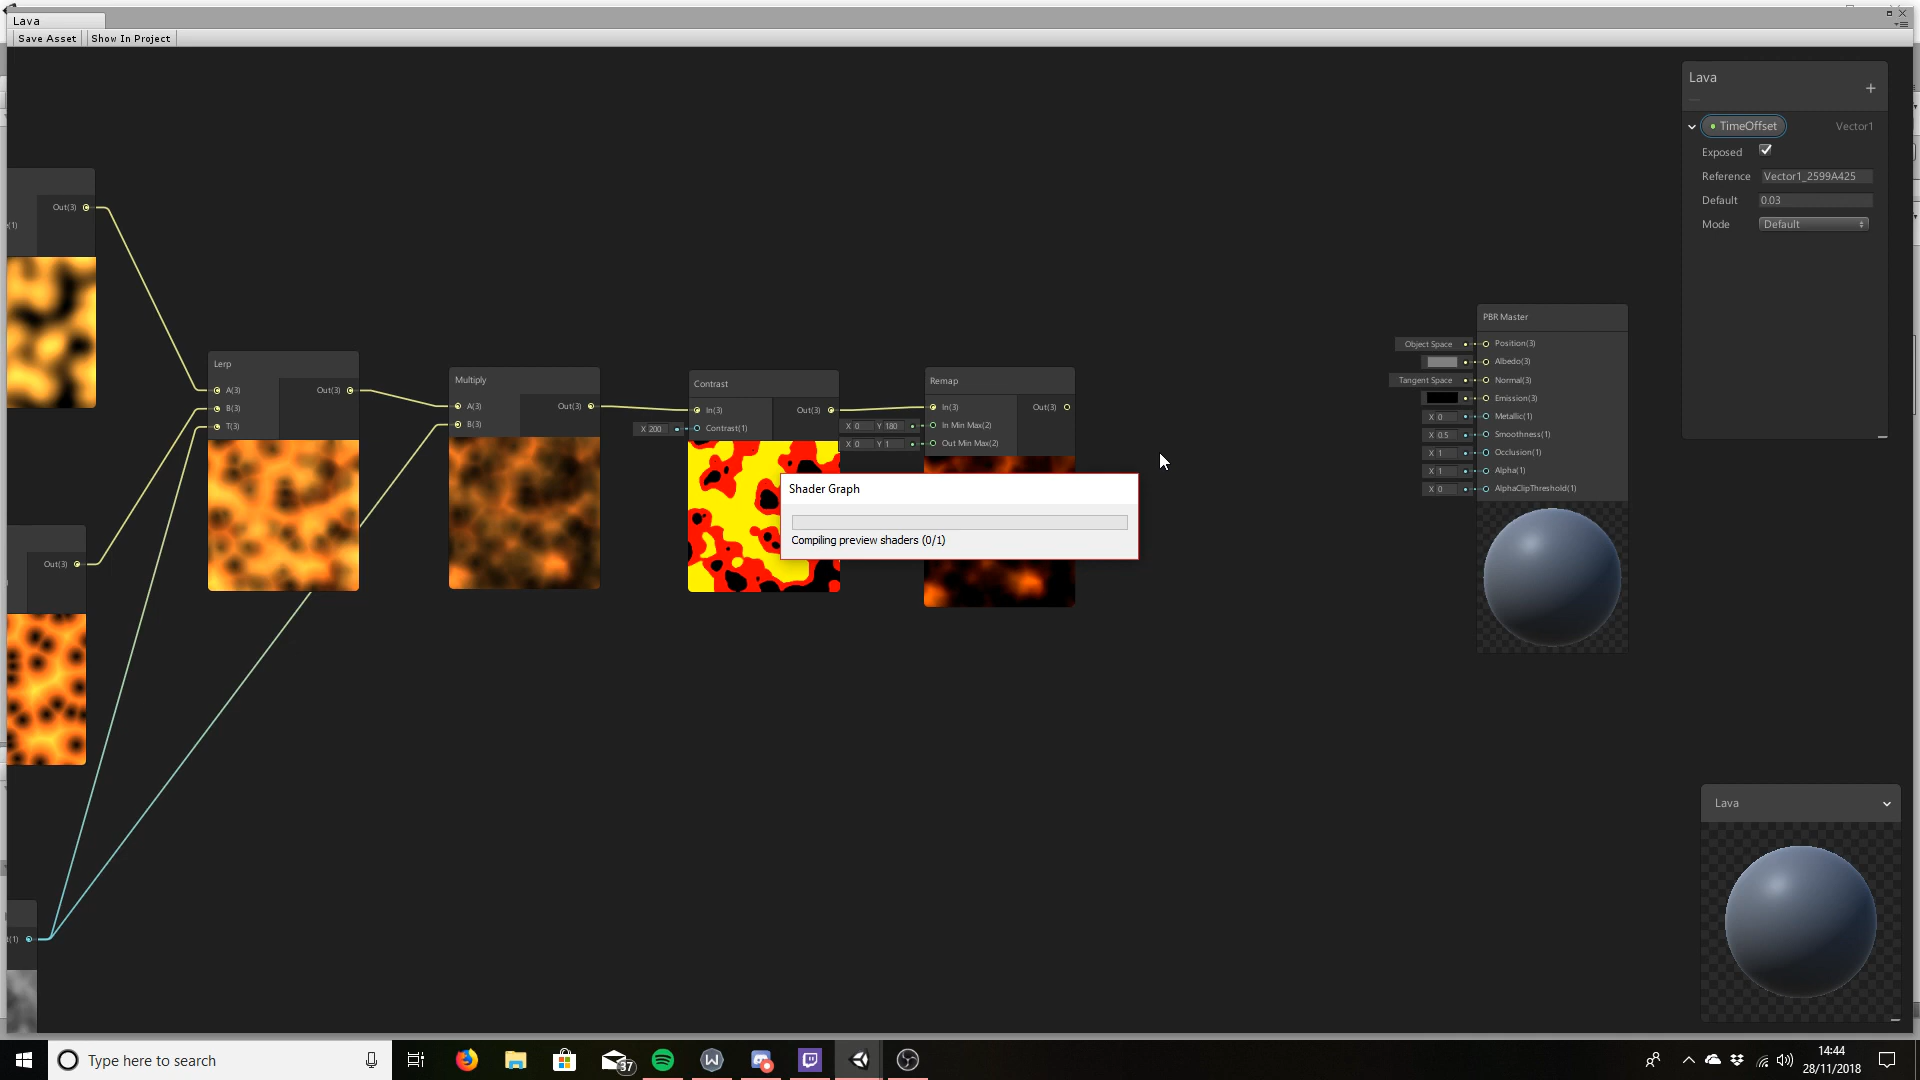 Lava
Save Asset
Show In Project
Lava
TimeOffset
Vector1
Exposed
Reference
Vector1_2599A425
Default
0.03
Mode
Default
Out(3)
Out(3)
Lerp
A(3)
B(3)
T(3)
Out(3)
Multiply
A(3)
B(3)
Out(3)
X 200
Contrast
In(3)
Contrast(1)
Out(3)
X 0 Y 180
X 0 Y 1
Remap
In(3)
In Min Max(2)
Out Min Max(2)
Out(3)
Shader Graph
Compiling preview shaders (0/1)
PBR Master
Object Space
Position(3)
Albedo(3)
Tangent Space
Normal(3)
Emission(3)
X 0
Metallic(1)
X 0.5
Smoothness(1)
X 1
Occlusion(1)
X 1
Alpha(1)
X 0
AlphaClipThreshold(1)
Lava
Type here to search
37
14:44
28/11/2018